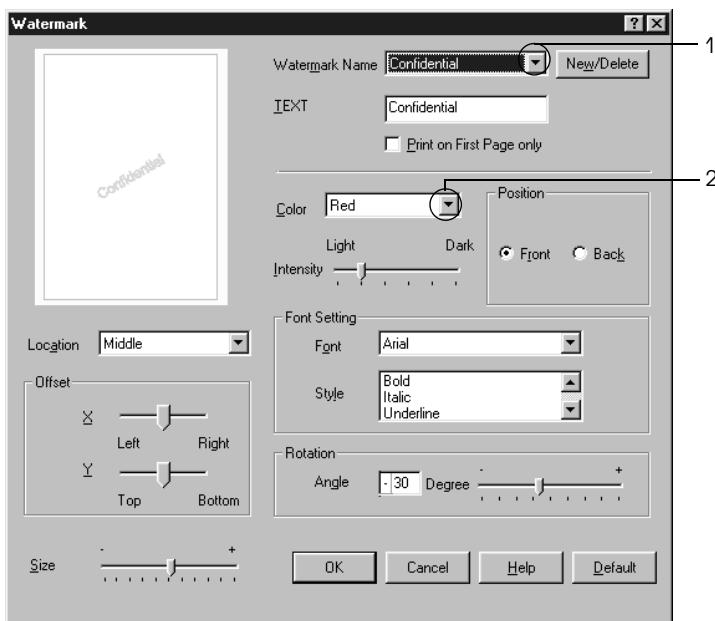 Watermark
1
Watermark Name Confidential New/Delete
TEXT Confidential
Print on First Page only
Confidential
2
Color Red
Position
Light Dark
Intensity
Front Back
Location Middle
Font Setting
Font Arial
Style Bold
Italic
Underline
Offset
X
Left Right
Y
Top Bottom
Rotation
Angle - 30 Degree - +
Size - +
OK Cancel Help Default